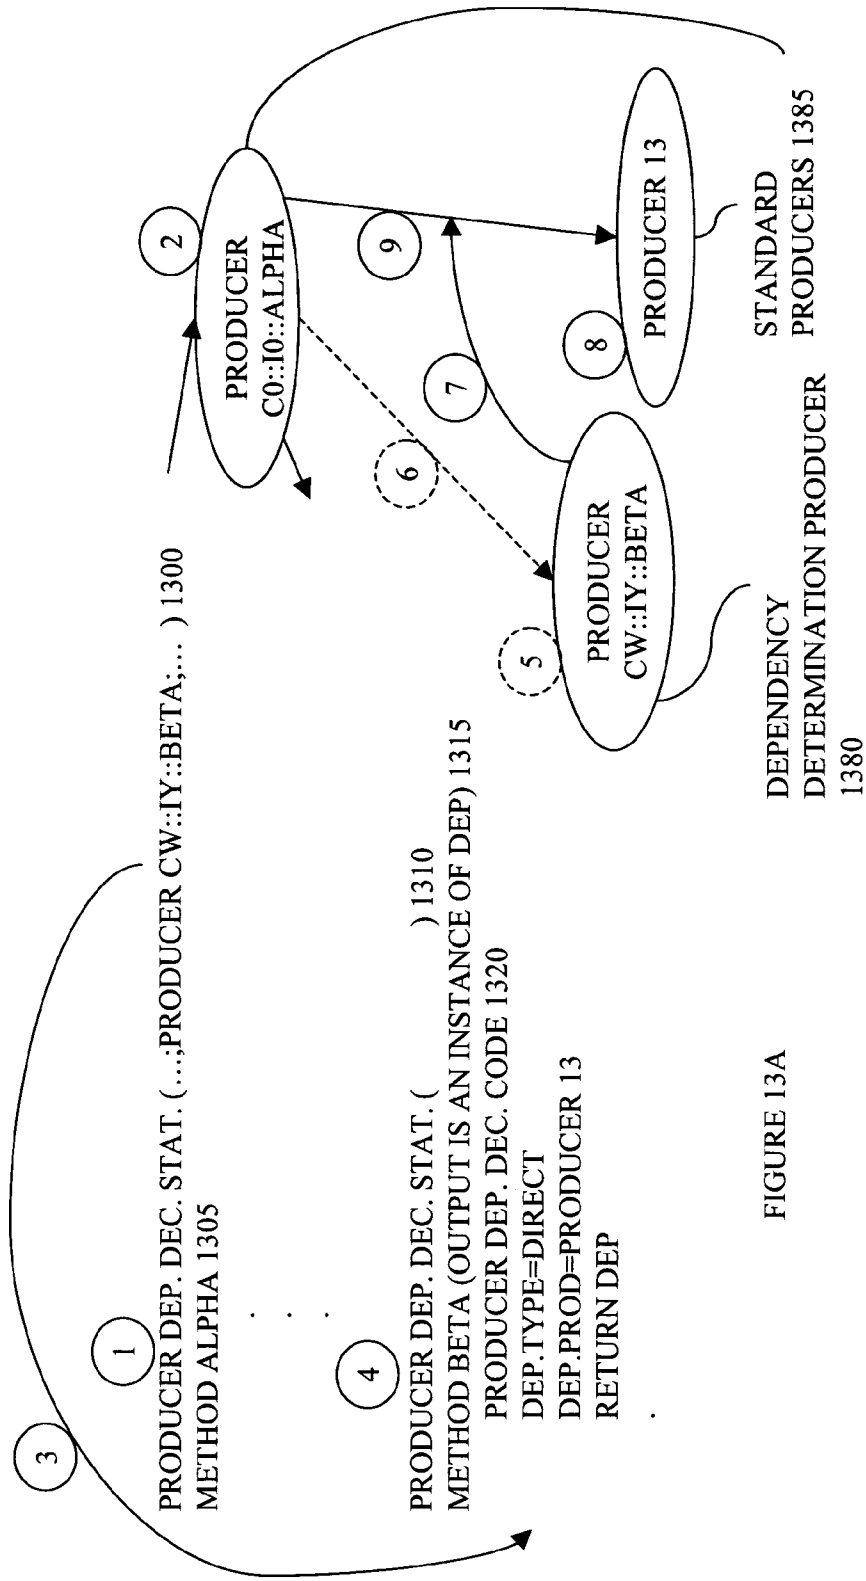 3
1
PRODUCER DEP. DEC. STAT. (...;PRODUCER CW::IY::BETA;... ) 1300
METHOD ALPHA 1305
4
PRODUCER DEP. DEC. STAT. ( ) 1310
METHOD BETA (OUTPUT IS AN INSTANCE OF DEP) 1315
PRODUCER DEP. DEC. CODE 1320
DEP.TYPE=DIRECT
DEP.PROD=PRODUCER 13
RETURN DEP
2
PRODUCER
C0::I0::ALPHA
6
9
7
5
PRODUCER
CW::IY::BETA
8
PRODUCER 13
DEPENDENCY
DETERMINATION PRODUCER
1380
STANDARD
PRODUCERS 1385
FIGURE 13A